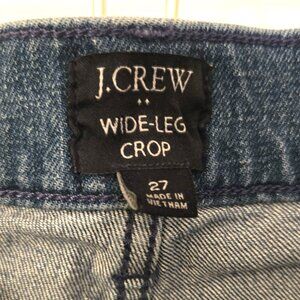 J.CREW
WIDE-LEG
CROP
27
MADE IN
VIETNAM